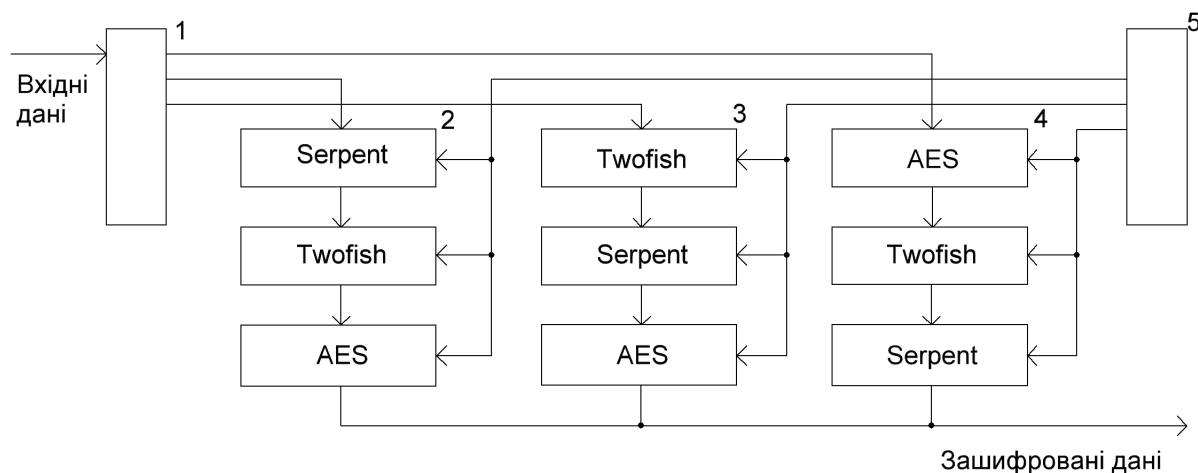 1
5
Вхідні
дані
2
3
4
Serpent
Twofish
AES
Twofish
Serpent
Twofish
AES
AES
Serpent
Зашифровані дані